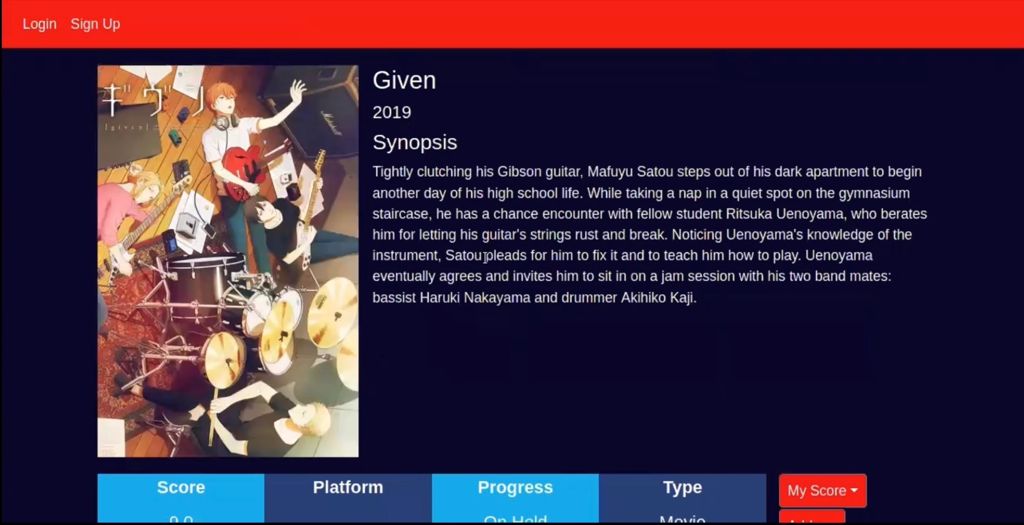 Login Sign Up
ギヴン
[given]
Marshall
Given
2019
Synopsis
Tightly clutching his Gibson guitar, Mafuyu Satou steps out of his dark apartment to begin
another day of his high school life. While taking a nap in a quiet spot on the gymnasium
staircase, he has a chance encounter with fellow student Ritsuka Uenoyama, who berates
him for letting his guitar's strings rust and break. Noticing Uenoyama's knowledge of the
instrument, Satou pleads for him to fix it and to teach him how to play. Uenoyama
eventually agrees and invites him to sit in on a jam session with his two band mates:
bassist Haruki Nakayama and drummer Akihiko Kaji.
Score Platform Progress Type My Score
On Hold Movie